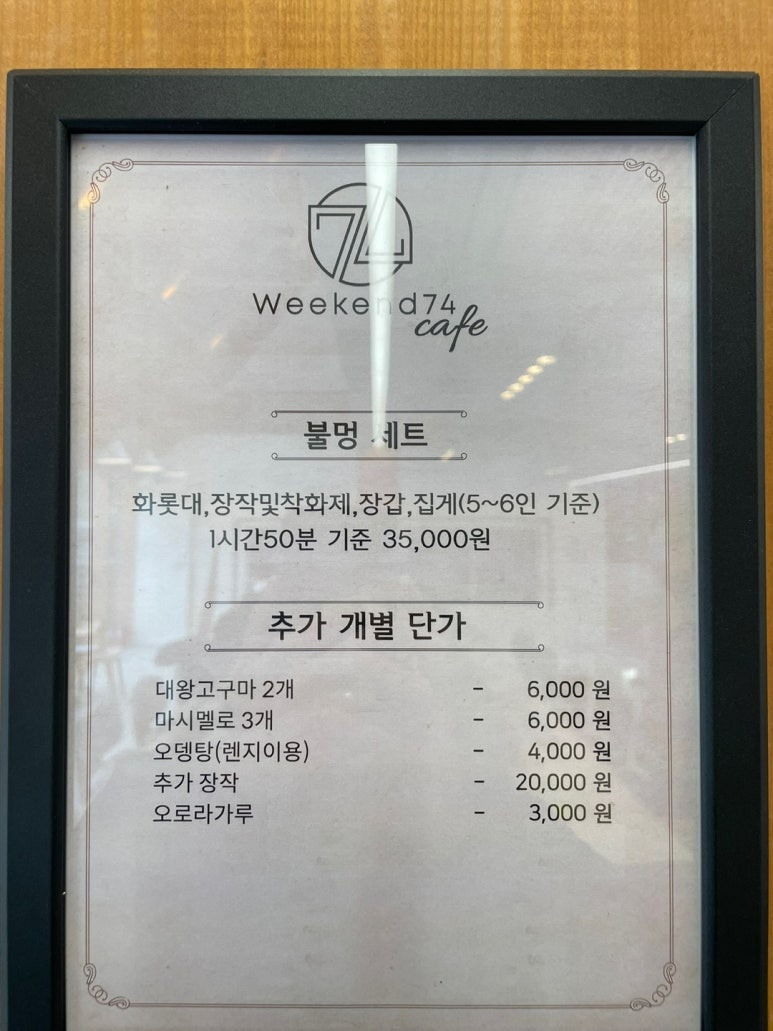 74
Weekend74
cafe
불멍 세트
화롯대,장작및착화제,장갑,집게(5~6인 기준)
1시간50분 기준 35,000원
추가 개별 단가
대왕고구마 2개 - 6,000 원
마시멜로 3개 - 6,000 원
오뎅탕(렌지이용) - 4,000 원
추가 장작 - 20,000 원
오로라가루 - 3,000 원